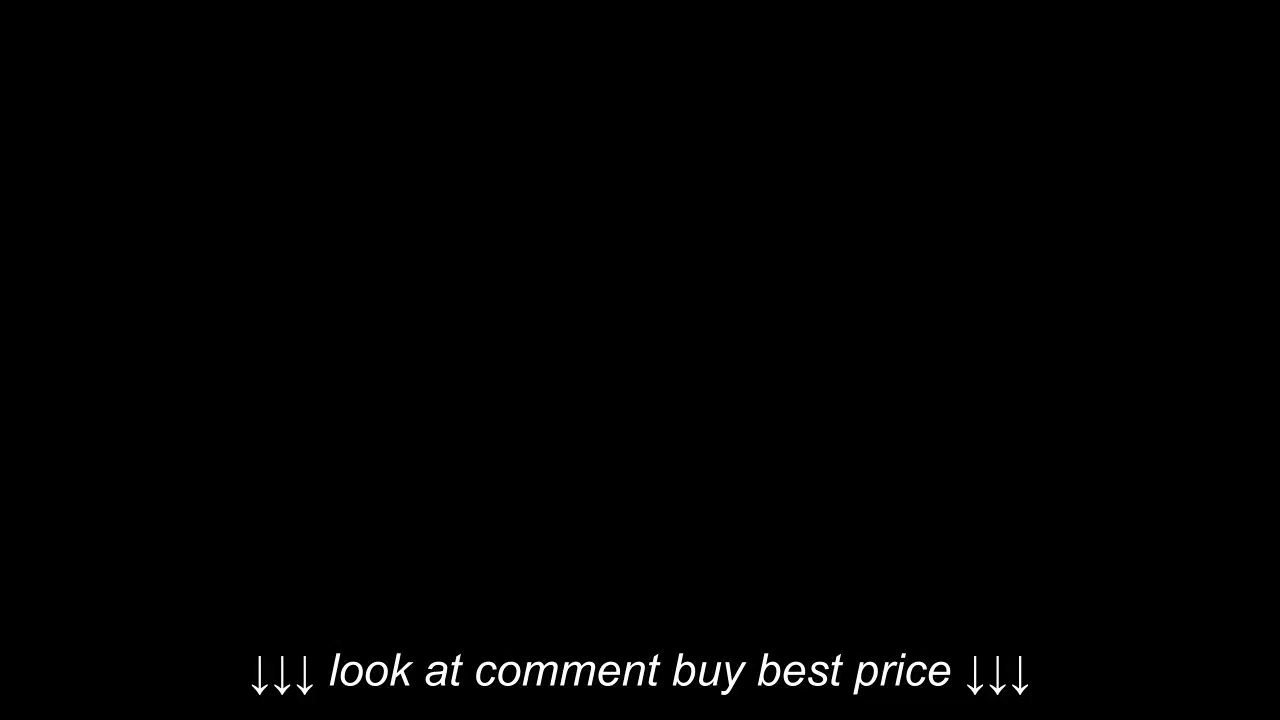 ↓↓↓ look at comment buy best price ↓↓↓